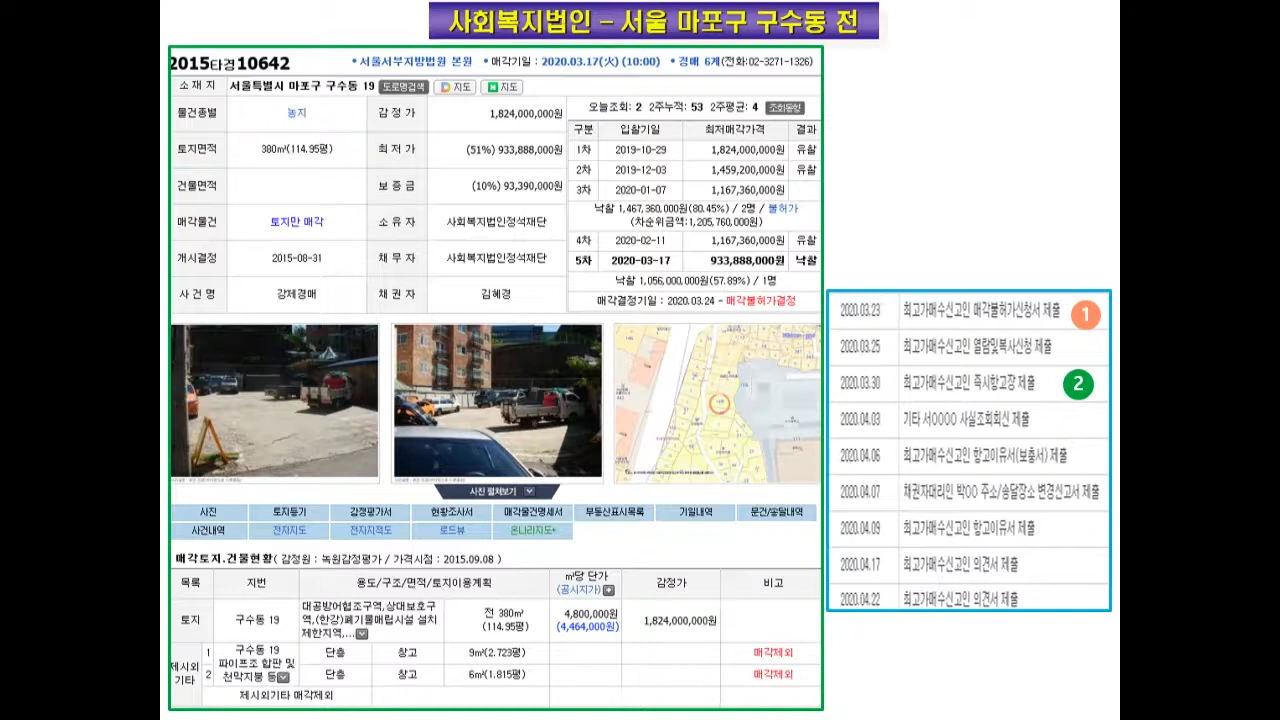 사회복지법인 – 서울 마포구 구수동 전
2015타경10642 • 서울서부지방법원 본원 • 매각기일 : 2020.03.17(火) (10:00) • 경매 6계(전화:02-3271-1326)
소 재 지 서울특별시 마포구 구수동 19 도로명검색 지도 지도
물건종별 농지 감 정 가 1,824,000,000원
토지면적 380㎡(114.95평) 최 저 가 (51%) 933,888,000원
건물면적 보 증 금 (10%) 93,390,000원
매각물건 토지만 매각 소 유 자 사회복지법인정석재단
개시결정 2015-08-31 채 무 자 사회복지법인정석재단
사 건 명 강제경매 채 권 자 김혜경
오늘조회: 2 2주누적: 53 2주평균: 4 조회동향
구분 입찰기일 최저매각가격 결과
1차 2019-10-29 1,824,000,000원 유찰
2차 2019-12-03 1,459,200,000원 유찰
3차 2020-01-07 1,167,360,000원
낙찰 1,467,360,000원(80.45%) / 2명 / 불허가
(차순위금액:1,205,760,000원)
4차 2020-02-11 1,167,360,000원 유찰
5차 2020-03-17 933,888,000원 낙찰
낙찰 1,056,000,000원(57.89%) / 1명
매각결정기일 : 2020.03.24 - 매각불허가결정
사진 펼쳐보기
사진 토지등기 감정평가서 현황조사서 매각물건명세서 부동산표시목록 기일내역 문건/송달내역
사건내역 전자지도 전자지적도 로드뷰 온나라지도+
매각토지.건물현황 ( 감정원 : 녹원감정평가 / 가격시점 : 2015.09.08 )
목록 지번 용도/구조/면적/토지이용계획 ㎡당 단가 (공시지가) 감정가 비고
토지 구수동 19 대공방어협조구역,상대보호구역,(한강)폐기물매립시설 설치제한지역,... 전 380㎡ (114.95평) 4,800,000원 (4,464,000원) 1,824,000,000원
제시외 기타 1 구수동 19 단층 창고 9㎡(2.723평) 매각제외
2 파이프조 합판 및 천막지붕 등 단층 창고 6㎡(1.815평) 매각제외
제시외기타 매각제외
2020.03.23 최고가매수신고인 매각불허가신청서 제출 1
2020.03.25 최고가매수신고인 열람및복사신청 제출
2020.03.30 최고가매수신고인 즉시항고장 제출 2
2020.04.03 기타 서OOOO 사실조회회신 제출
2020.04.06 최고가매수신고인 항고이유서(보충서) 제출
2020.04.07 채권자대리인 박OO 주소/송달장소 변경신고서 제출
2020.04.09 최고가매수신고인 항고이유서 제출
2020.04.17 최고가매수신고인 의견서 제출
2020.04.22 최고가매수신고인 의견서 제출